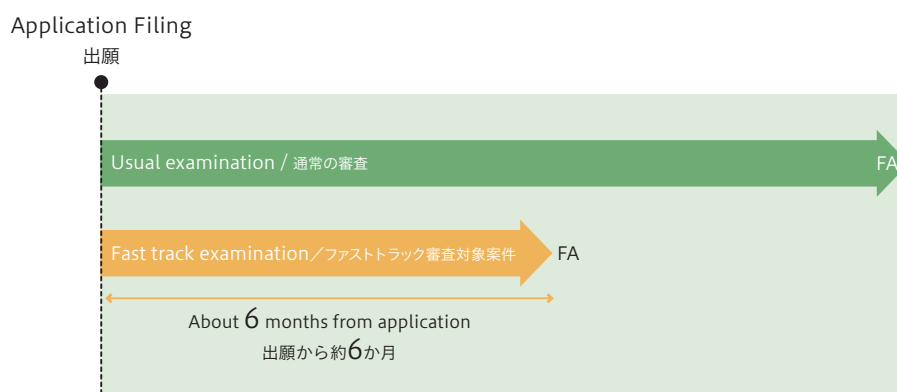 Application Filing
出願
Usual examination / 通常の審査
FA
Fast track examination／ファストトラック審査対象案件
FA
About 6 months from application
出願から約6か月